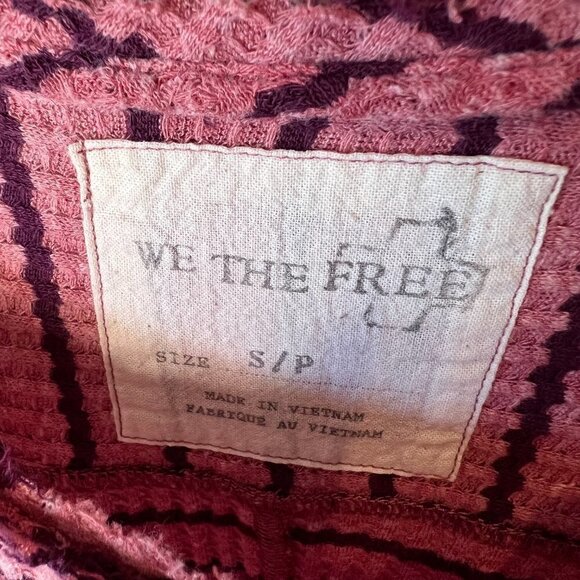 WE THE FREE
SIZE S/P
MADE IN VIETNAM
FABRIQUE AU VIETNAM